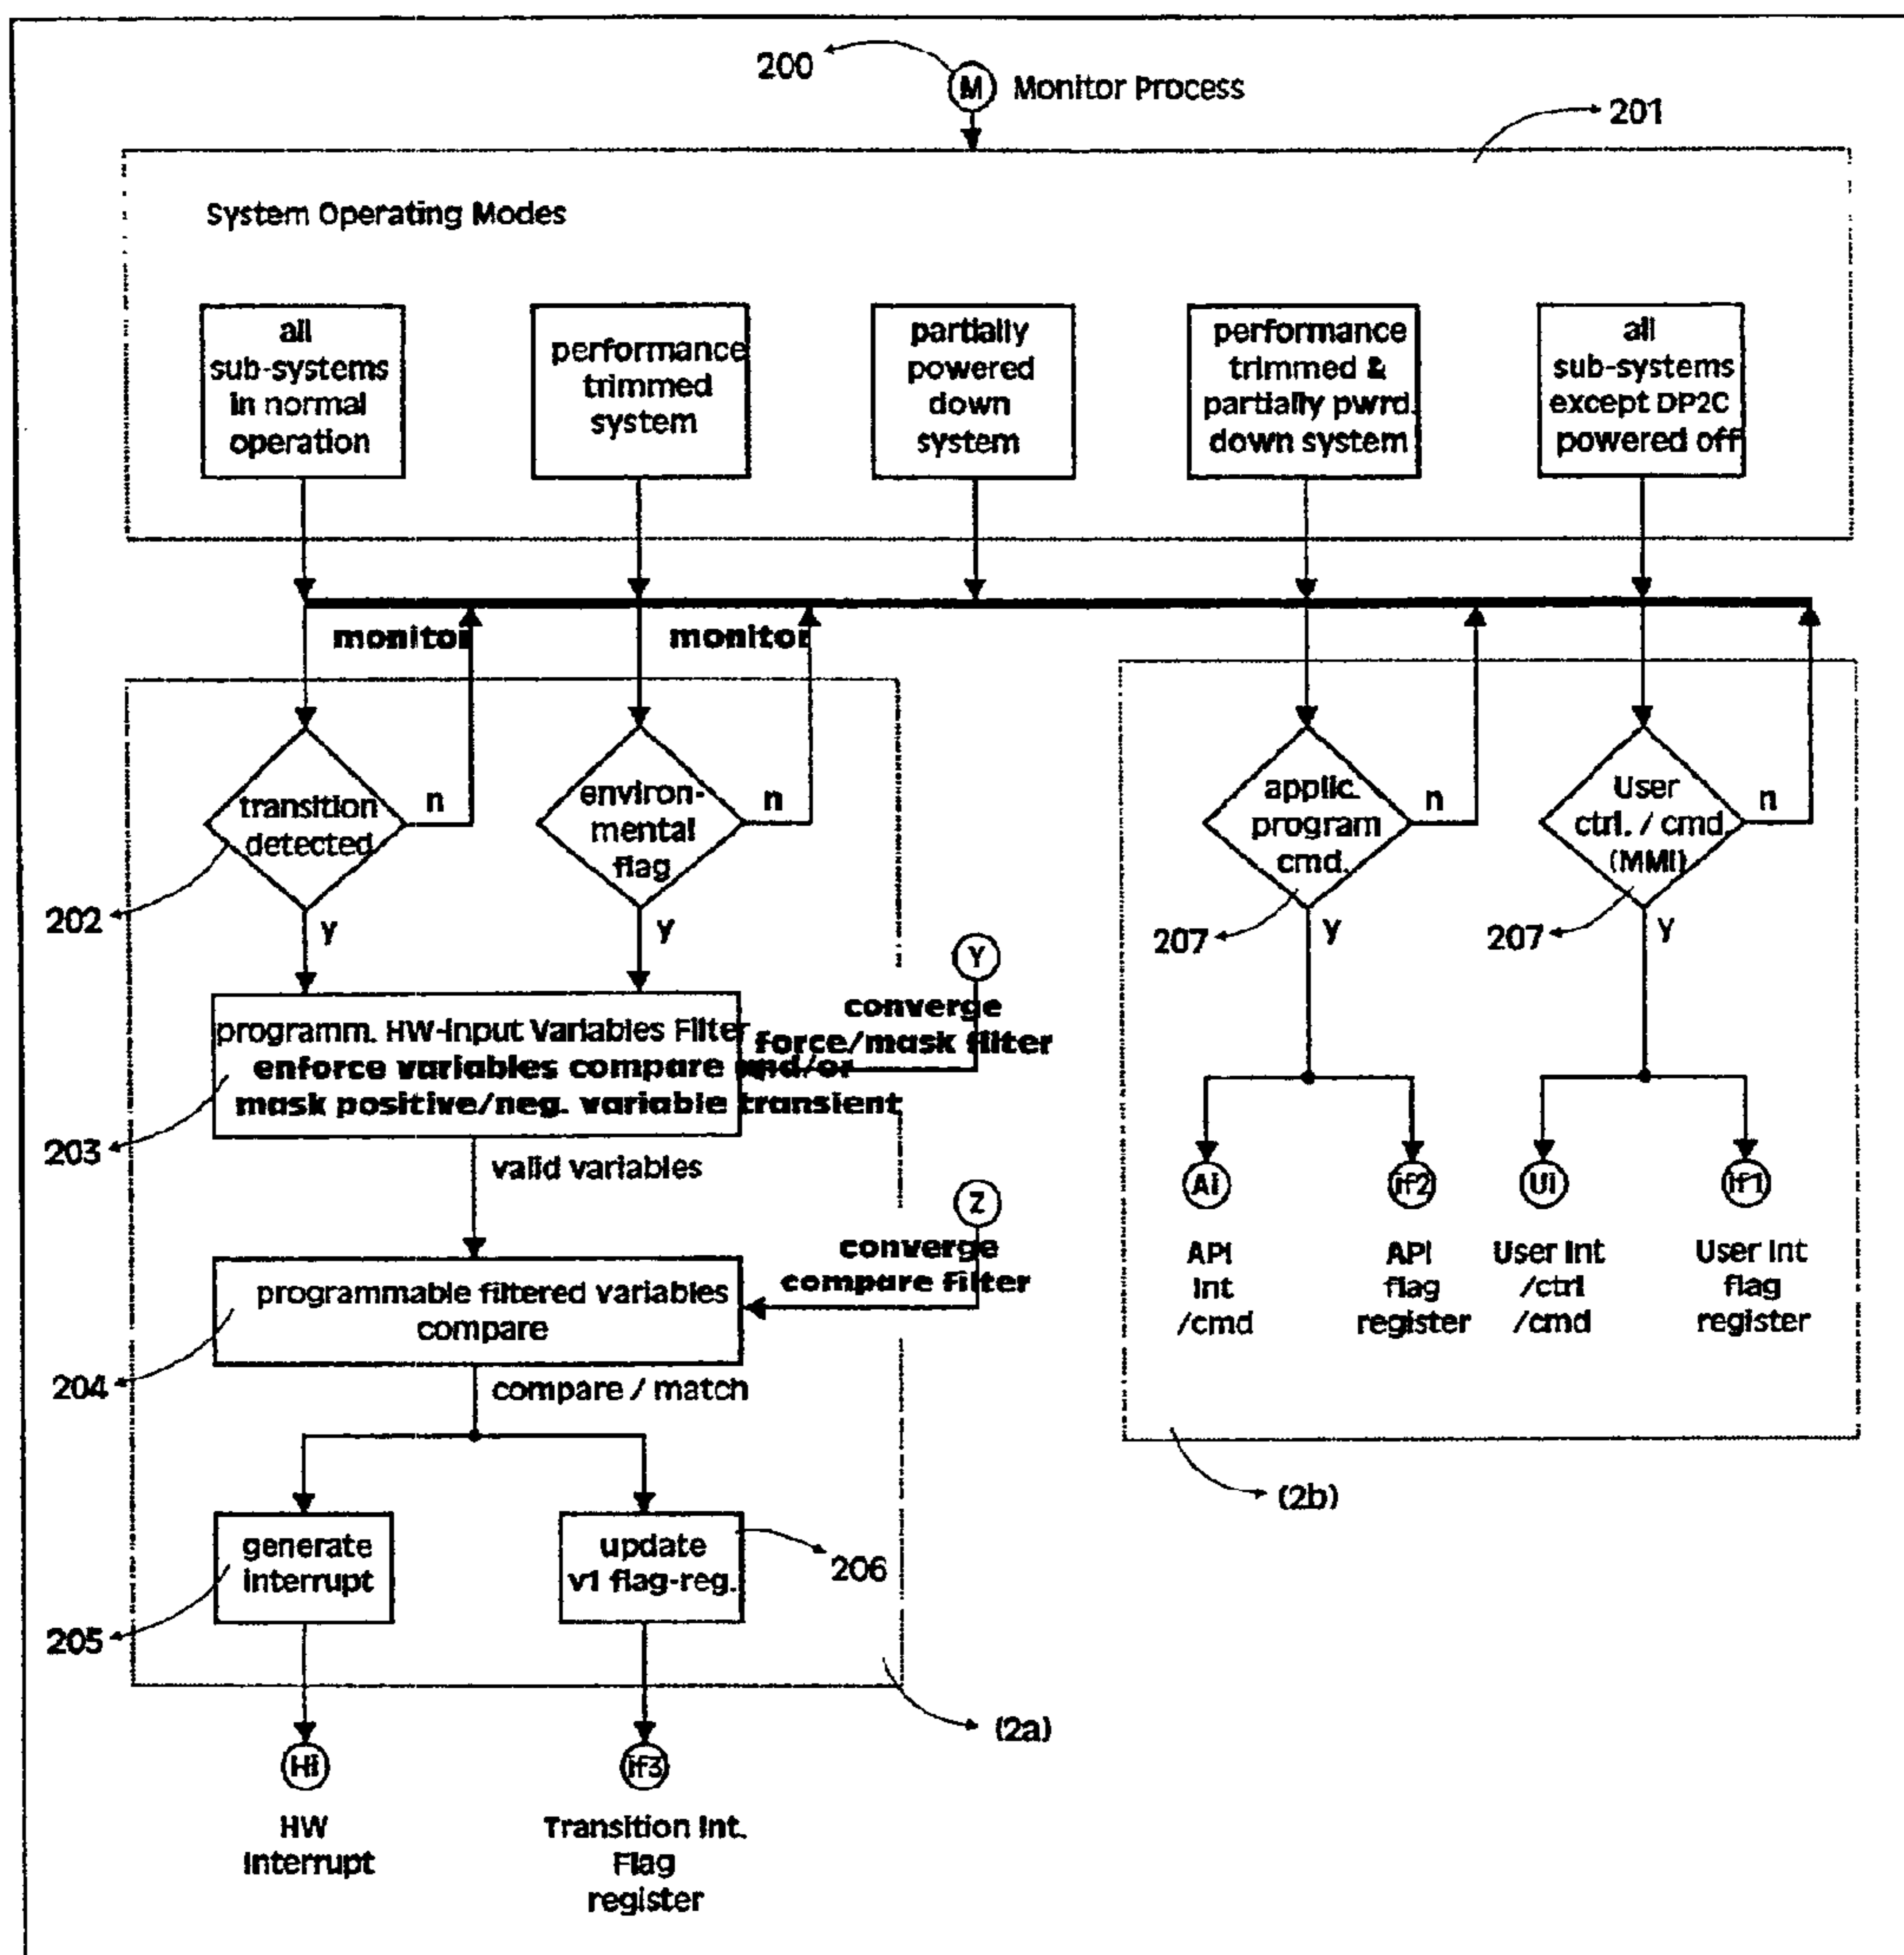 200
M Monitor Process
201
System Operating Modes
all
sub-systems
in normal
operation
performance
trimmed
system
partially
powered
down
system
performance
trimmed &
partially pwrd.
down system
all
sub-systems
except DP2C
powered off
monitor
monitor
transition
detected
n
y
202
environ-
mental
flag
n
y
applic.
program
cmd.
n
y
207
User
ctrl. / cmd
(MMI)
n
y
207
Y
converge
force/mask filter
programm. HW-Input Variables Filter
enforce variables compare and/or
mask positive/neg. variable transient
203
valid variables
Z
converge
compare filter
programmable filtered variables
compare
204
compare / match
Ai
API
Int
/cmd
if2
API
flag
register
Ui
User Int
/ctrl
/cmd
if1
User Int
flag
register
(2b)
generate
interrupt
205
update
v1 flag-reg.
206
(2a)
Hi
HW
Interrupt
if3
Transition Int.
Flag
register